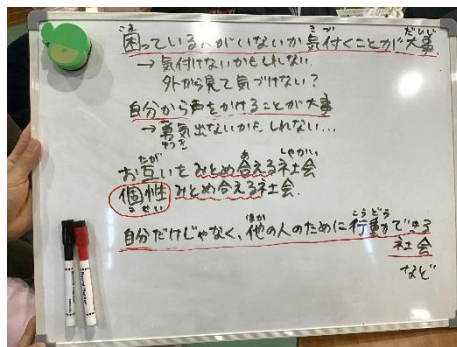 困っている人がいないか気付くことが大事
→気付けないかもしれない
外から見て気づけない？
自分から声をかけることが大事
→勇気出ないかもしれない…
お互いをみとめ合える社会
個性みとめ合える社会
自分だけじゃなく、他の人のために行動できる
社会
など